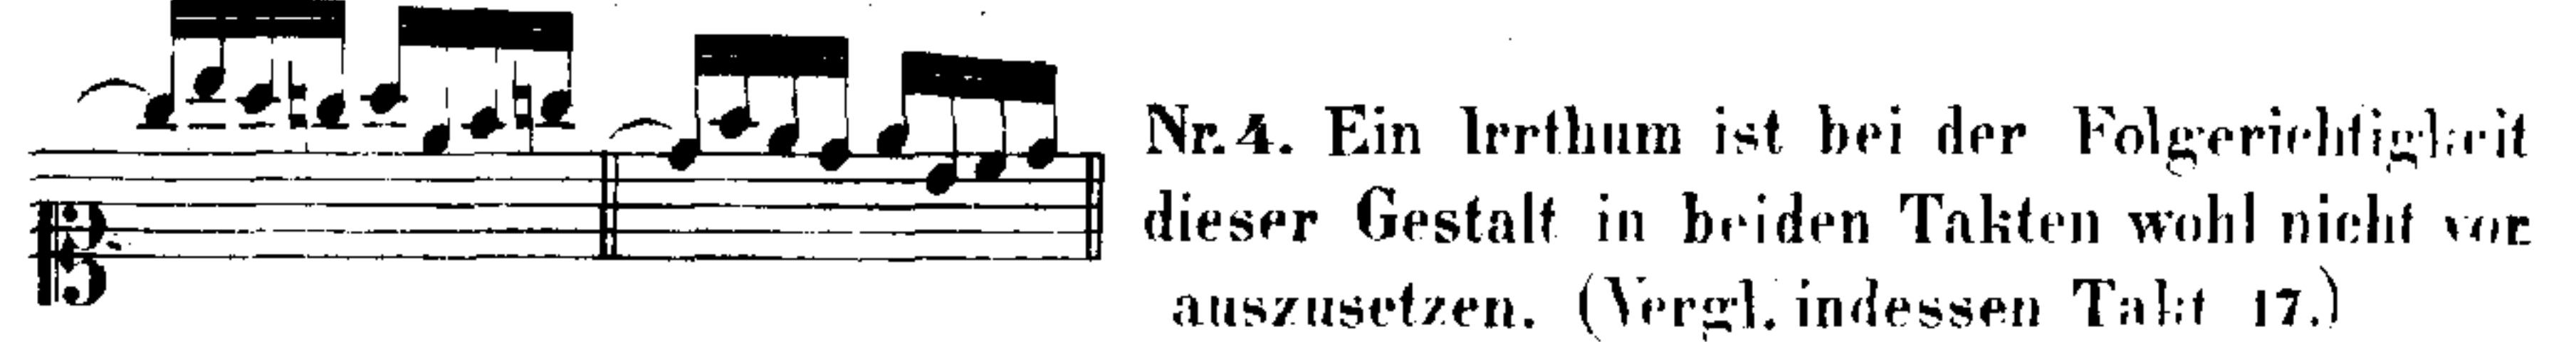 Nr. 4. Ein Irrthum ist bei der Folgerichtigkeit
dieser Gestalt in beiden Takten wohl nicht vor
auszusetzen. (Vergl. indessen Takt 17.)